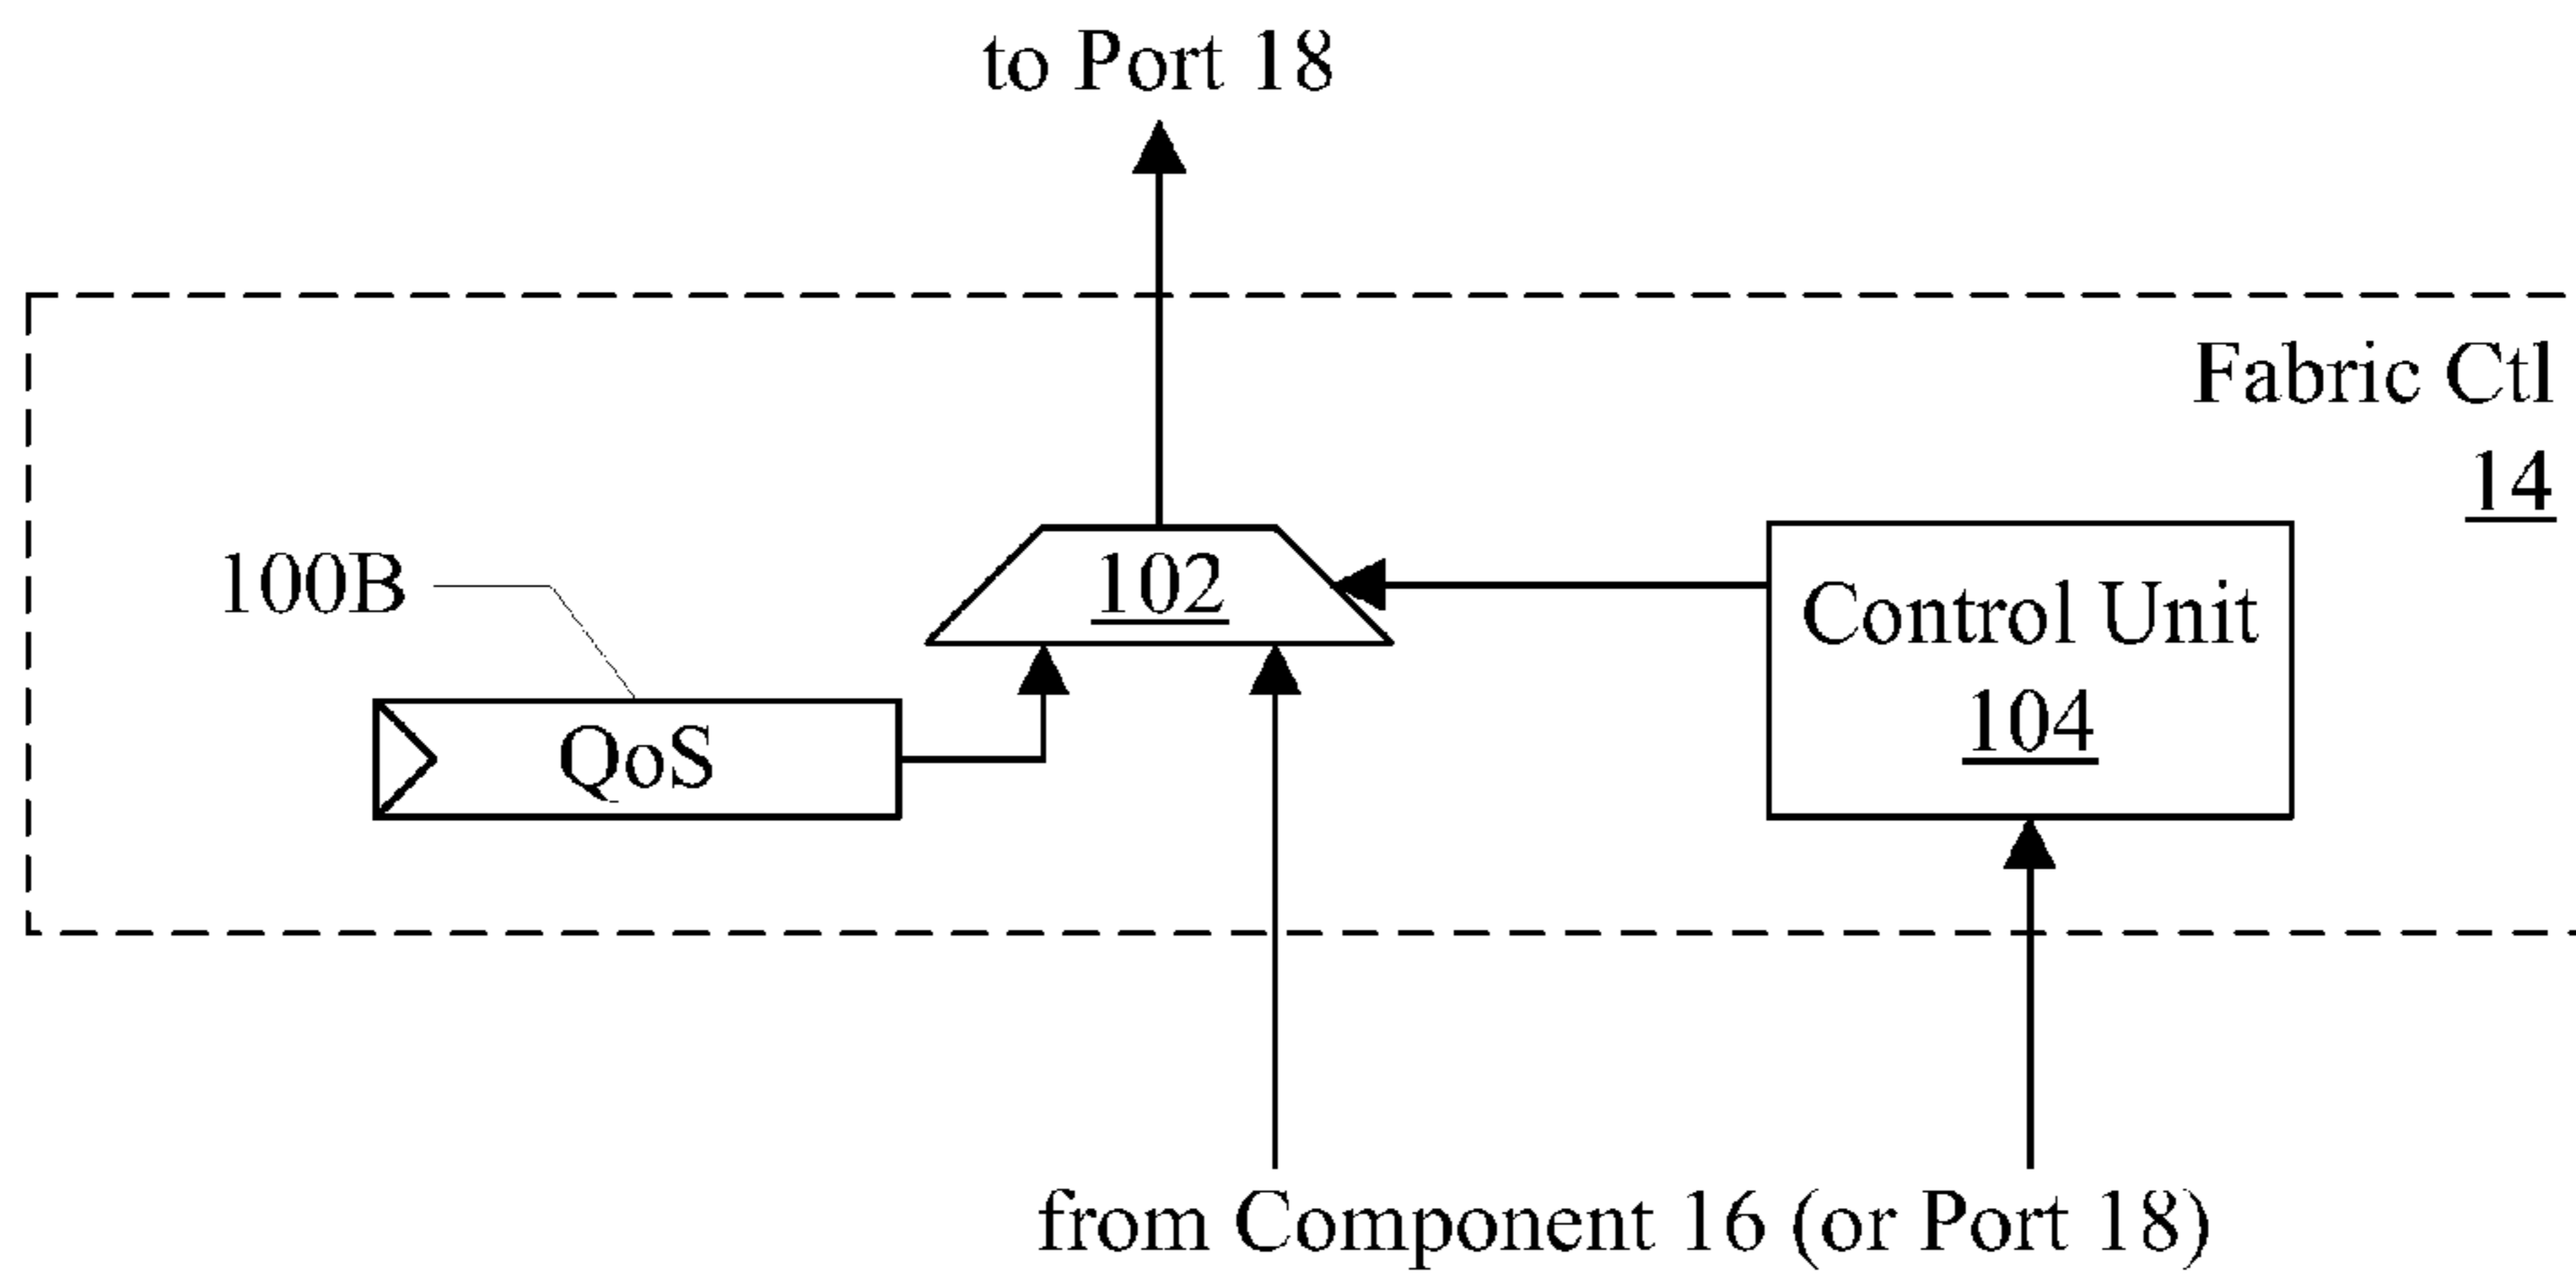 to Port 18
Fabric Ctl
14
100B
102
Control Unit
104
QoS
from Component 16 (or Port 18)